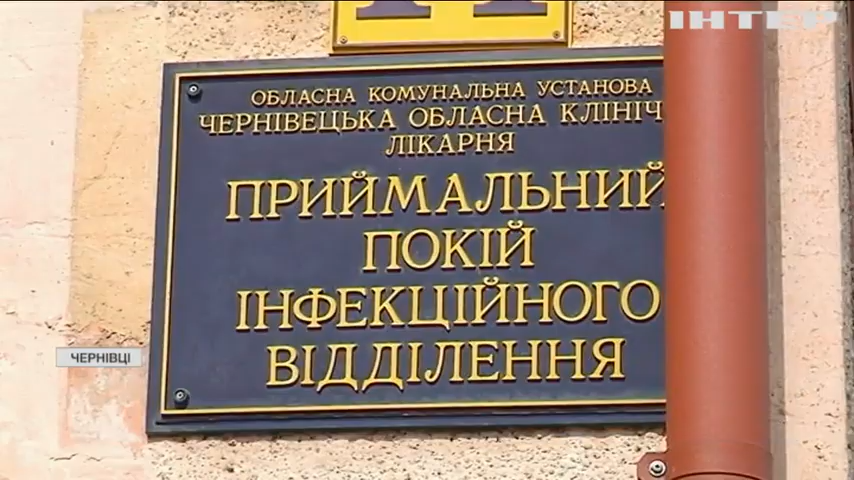 ІНТЕР
ОБЛАСНА КОМУНАЛЬНА УСТАНОВА
ЧЕРНІВЕЦЬКА ОБЛАСНА КЛІНІЧ
ЛІКАРНЯ
ПРИЙМАЛЬНИЙ
ПОКІЙ
ІНФЕКЦІЙНОГО
ВІДДІЛЕННЯ
ЧЕРНІВЦІ